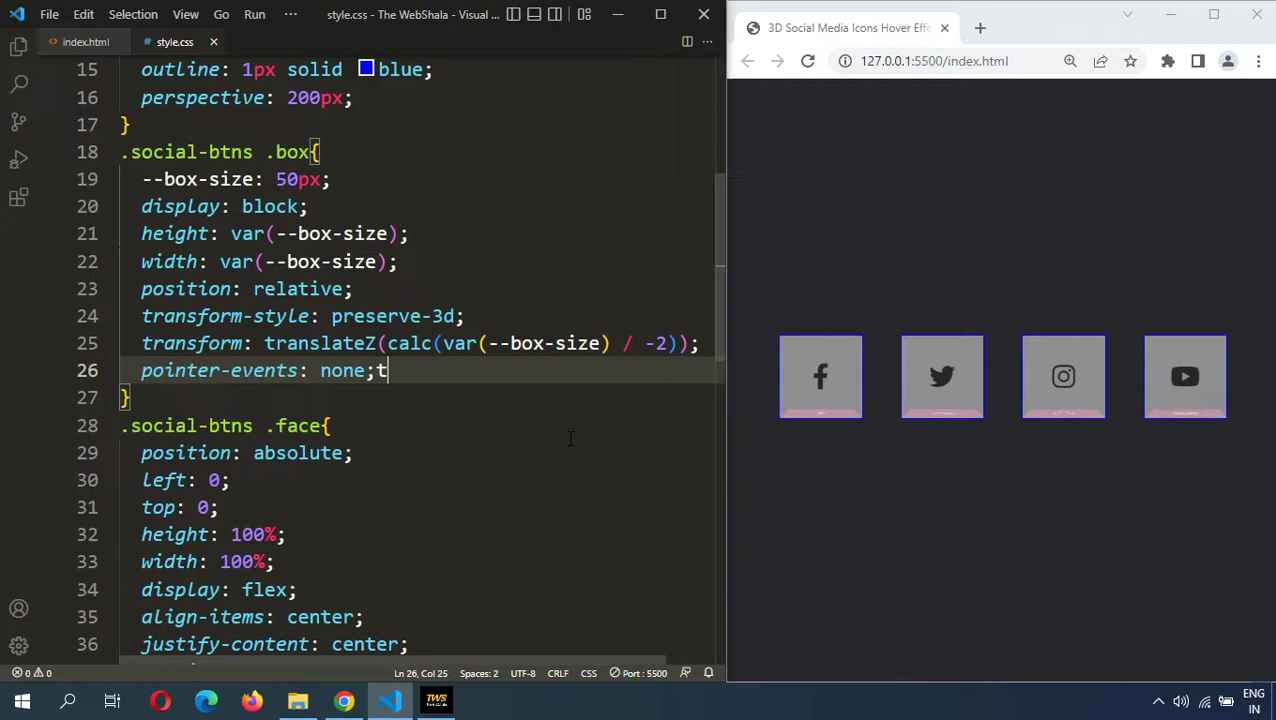 File Edit Selection View Go Run ··· style.css - The WebShala - Visual ...
index.html style.css
15 outline: 1px solid blue;
16 perspective: 200px;
17 }
18 .social-btns .box{
19 --box-size: 50px;
20 display: block;
21 height: var(--box-size);
22 width: var(--box-size);
23 position: relative;
24 transform-style: preserve-3d;
25 transform: translateZ(calc(var(--box-size) / -2));
26 pointer-events: none;t
27 }
28 .social-btns .face{
29 position: absolute;
30 left: 0;
31 top: 0;
32 height: 100%;
33 width: 100%;
34 display: flex;
35 align-items: center;
36 justify-content: center;
0 0 Ln 26, Col 25 Spaces: 2 UTF-8 CRLF CSS Port : 5500
3D Social Media Icons Hover Effe
127.0.0.1:5500/index.html
TWS
ENG
IN